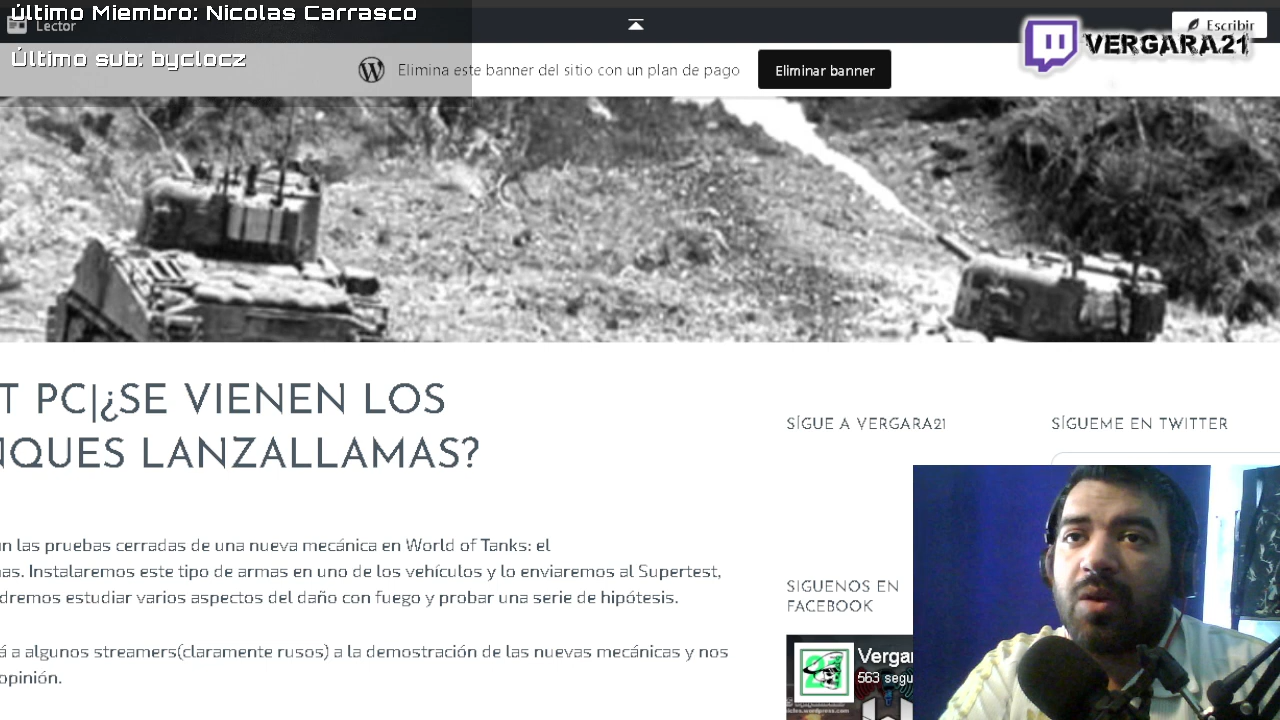 Último Miembro: Nicolas Carrasco
Lector
Último sub: byclocz
Elimina este banner del sitio con un plan de pago
Eliminar banner
Escribir
VERGARA21
T PC|¿SE VIENEN LOS
NQUES LANZALLAMAS?
las pruebas cerradas de una nueva mecánica en World of Tanks: el
as. Instalaremos este tipo de armas en uno de los vehículos y lo enviaremos al Supertest,
dremos estudiar varios aspectos del daño con fuego y probar una serie de hipótesis.
á a algunos streamers(claramente rusos) a la demostración de las nuevas mecánicas y nos
opinión.
SÍGUE A VERGARA21
SÍGUEME EN TWITTER
SIGUENOS EN
FACEBOOK
Vergar
563 segu
21